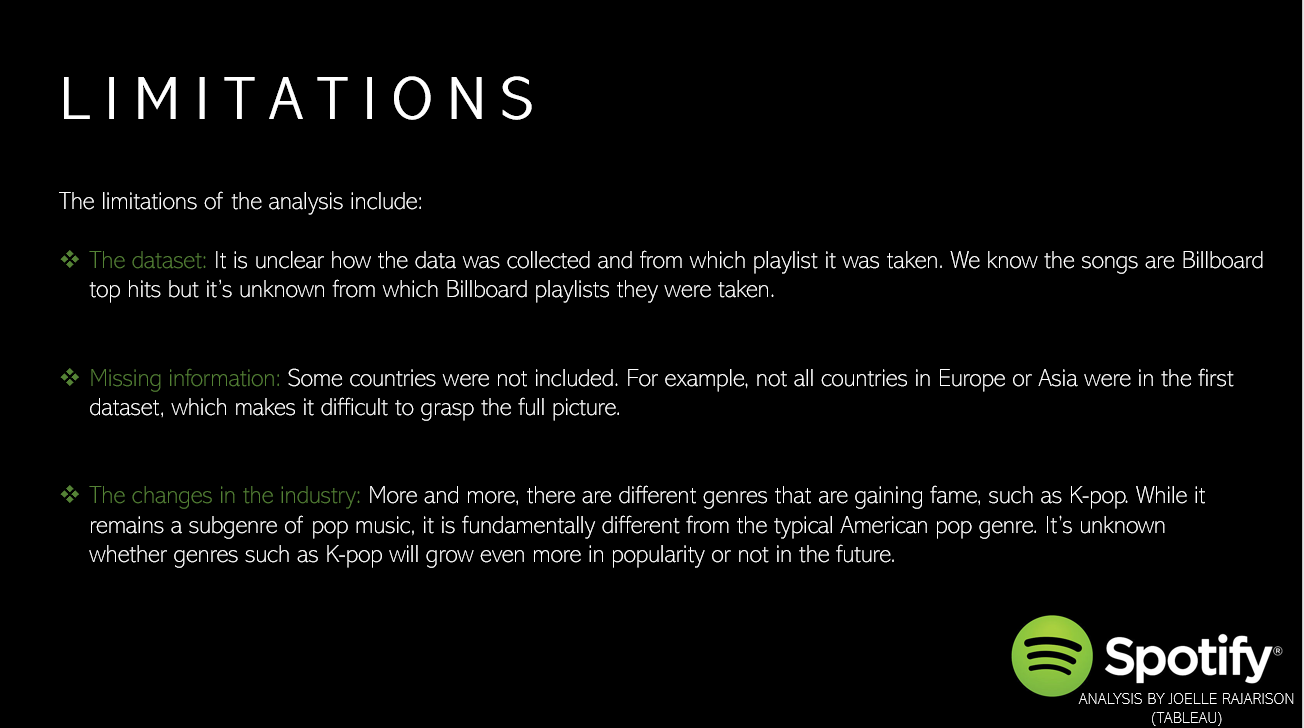 LIMITATIONS
The limitations of the analysis include:
❖ The dataset: It is unclear how the data was collected and from which playlist it was taken. We know the songs are Billboard
top hits but it's unknown from which Billboard playlists they were taken.
❖ Missing information: Some countries were not included. For example, not all countries in Europe or Asia were in the first
dataset, which makes it difficult to grasp the full picture.
❖ The changes in the industry: More and more, there are different genres that are gaining fame, such as K-pop. While it
remains a subgenre of pop music, it is fundamentally different from the typical American pop genre. It's unknown
whether genres such as K-pop will grow even more in popularity or not in the future.
Spotify®
ANALYSIS BY JOELLE RAJARISON
(TABLEAU)